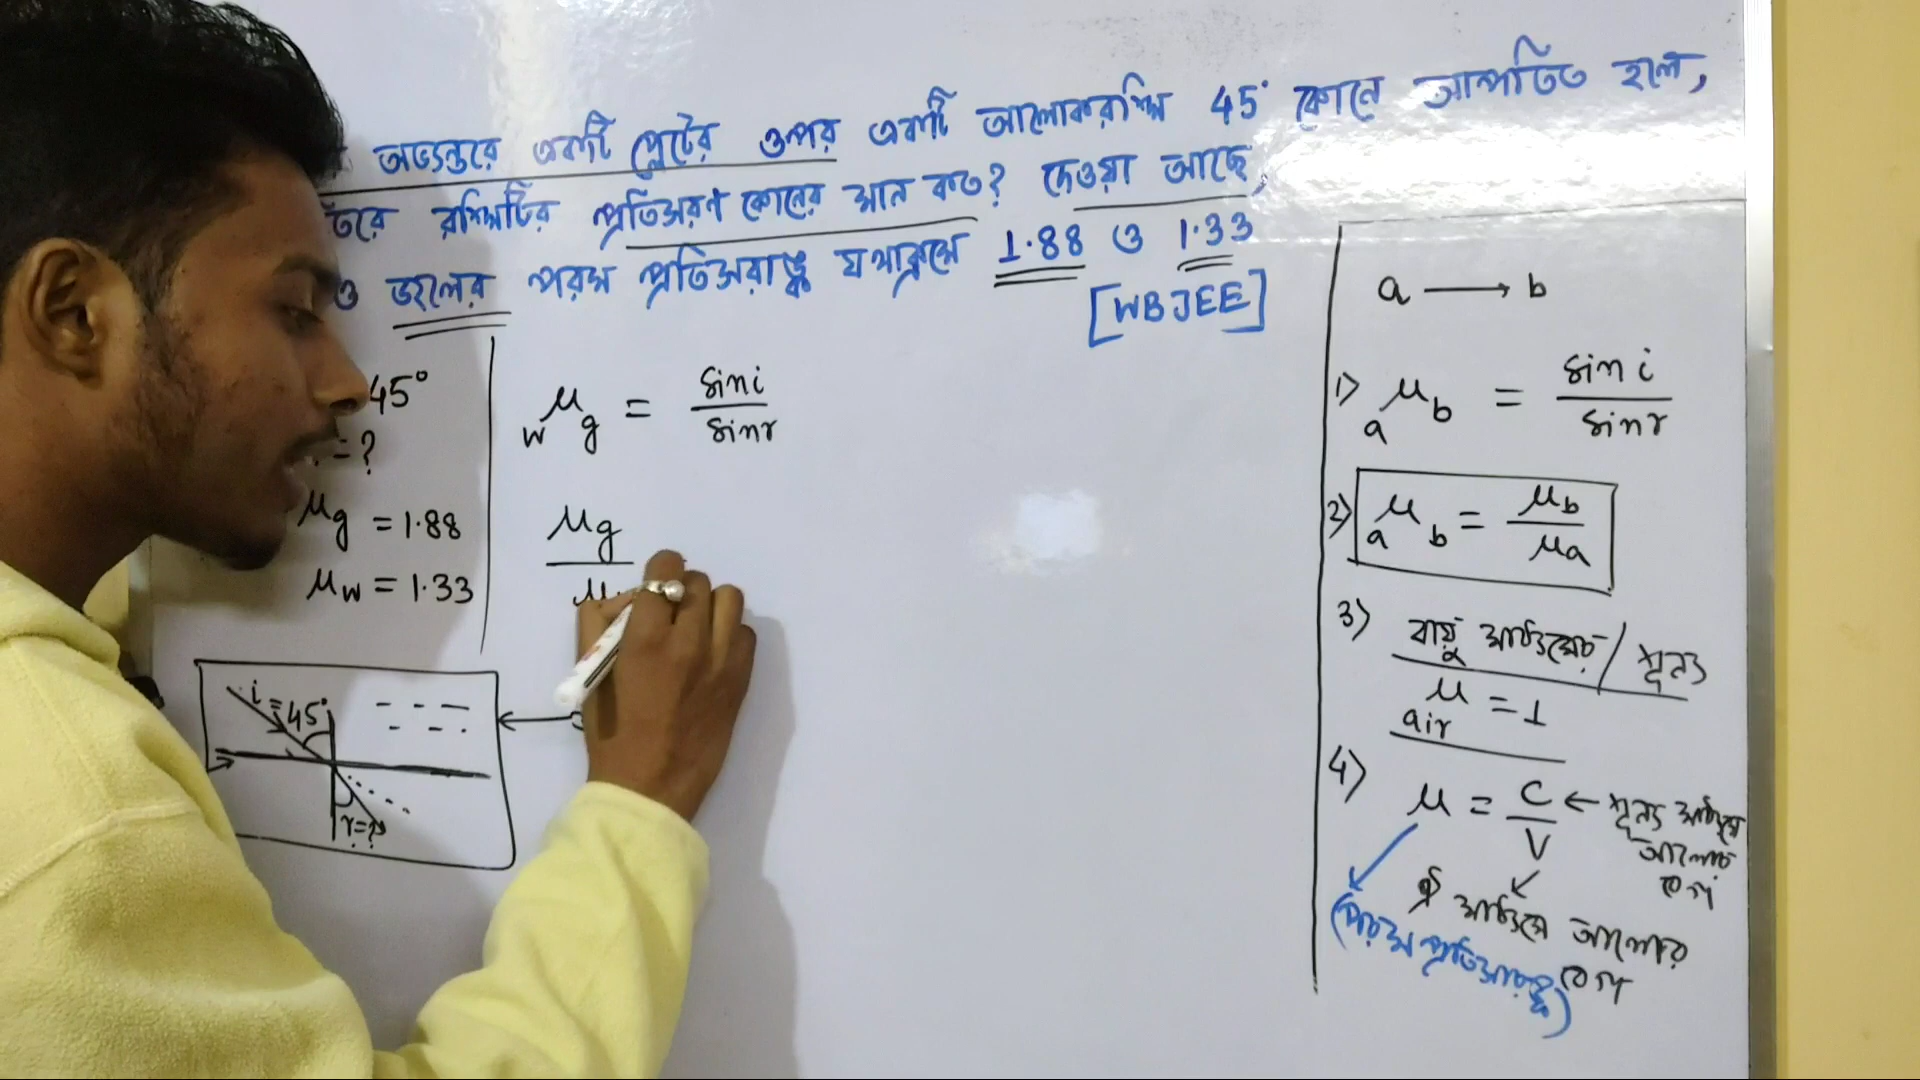 অভ্যন্তরে একটি প্লেটের ওপর একটি আলোকরশ্মি 45° কোনে আপতিত হলে,
তরে রশ্মিটির প্রতিসরণ কোনের মান কত? দেওয়া আছে,
ও জলের পরম প্রতিসরাঙ্ক যথাক্রমে 1.88 ও 1.33
[WBJEE]
45°
= ?
μg = 1.88
μw = 1.33
i = 45°
r = ?
wμg = sin i / sin r
μg
μ
a ⟶ b
1) aμb = sin i / sin r
2) aμb = μb / μa
3) বায়ু মাধ্যমের / শূন্য
μair = 1
4) μ = C / V ← শূন্য মাধ্যমে
আলোর
বেগ
ঐ মাধ্যমে আলোর
বেগ
(পরম প্রতিসরাঙ্ক)